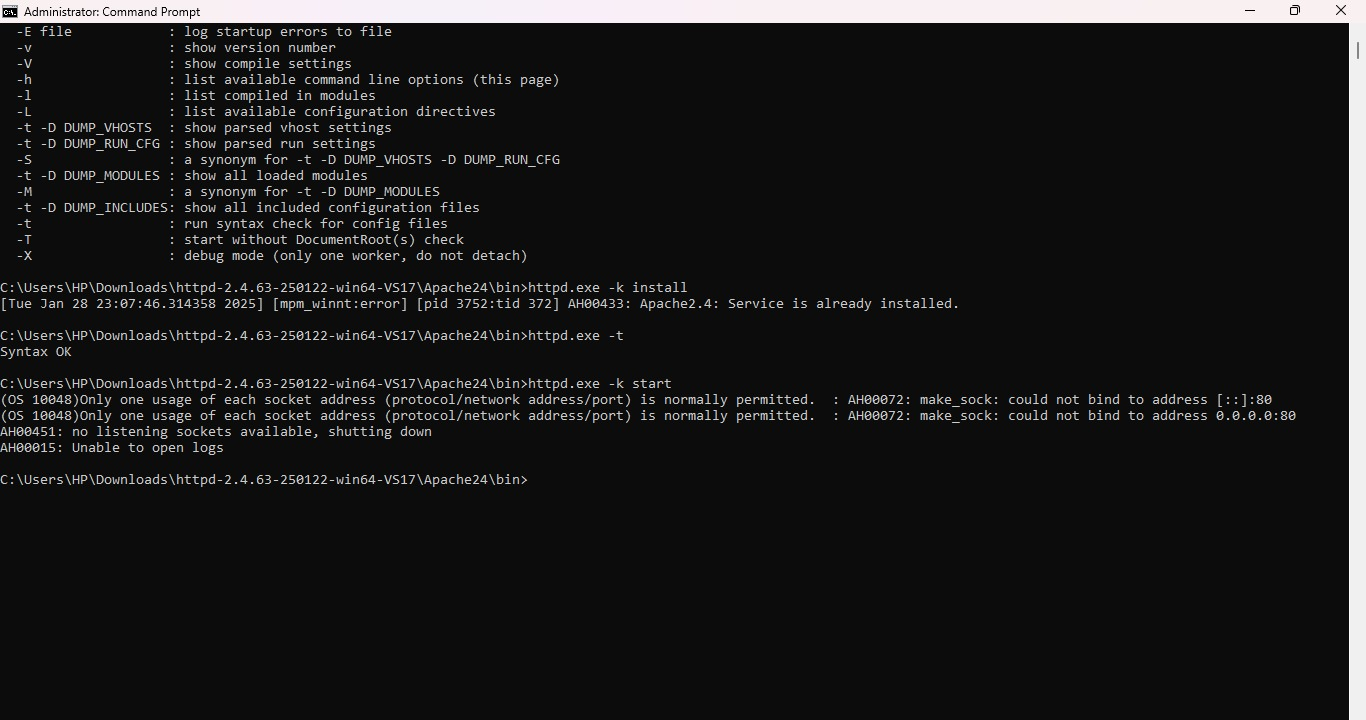 Administrator: Command Prompt
-E file : log startup errors to file
-v : show version number
-V : show compile settings
-h : list available command line options (this page)
-l : list compiled in modules
-L : list available configuration directives
-t -D DUMP_VHOSTS : show parsed vhost settings
-t -D DUMP_RUN_CFG : show parsed run settings
-S : a synonym for -t -D DUMP_VHOSTS -D DUMP_RUN_CFG
-t -D DUMP_MODULES : show all loaded modules
-M : a synonym for -t -D DUMP_MODULES
-t -D DUMP_INCLUDES: show all included configuration files
-t : run syntax check for config files
-T : start without DocumentRoot(s) check
-X : debug mode (only one worker, do not detach)
C:\Users\HP\Downloads\httpd-2.4.63-250122-win64-VS17\Apache24\bin>httpd.exe -k install
[Tue Jan 28 23:07:46.314358 2025] [mpm_winnt:error] [pid 3752:tid 372] AH00433: Apache2.4: Service is already installed.
C:\Users\HP\Downloads\httpd-2.4.63-250122-win64-VS17\Apache24\bin>httpd.exe -t
Syntax OK
C:\Users\HP\Downloads\httpd-2.4.63-250122-win64-VS17\Apache24\bin>httpd.exe -k start
(OS 10048)Only one usage of each socket address (protocol/network address/port) is normally permitted.  : AH00072: make_sock: could not bind to address [::]:80
(OS 10048)Only one usage of each socket address (protocol/network address/port) is normally permitted.  : AH00072: make_sock: could not bind to address 0.0.0.0:80
AH00451: no listening sockets available, shutting down
AH00015: Unable to open logs
C:\Users\HP\Downloads\httpd-2.4.63-250122-win64-VS17\Apache24\bin>